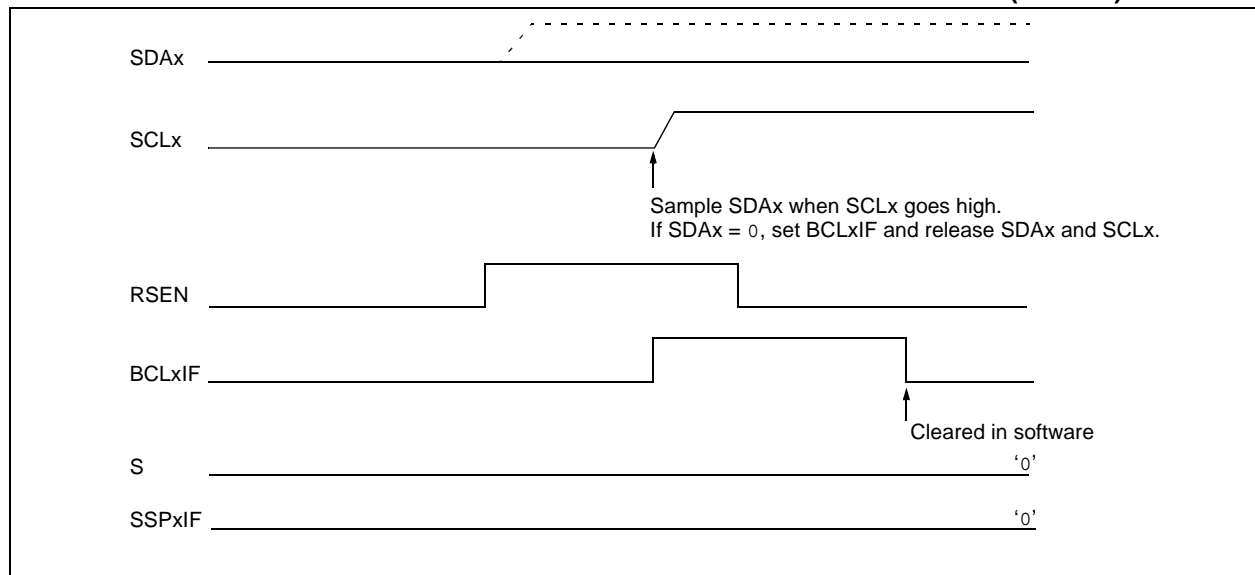 SDAx
SCLx
Sample SDAx when SCLx goes high.
If SDAx = 0, set BCLxIF and release SDAx and SCLx.
RSEN
BCLxIF
Cleared in software
S
‘0’
SSPxIF
‘0’